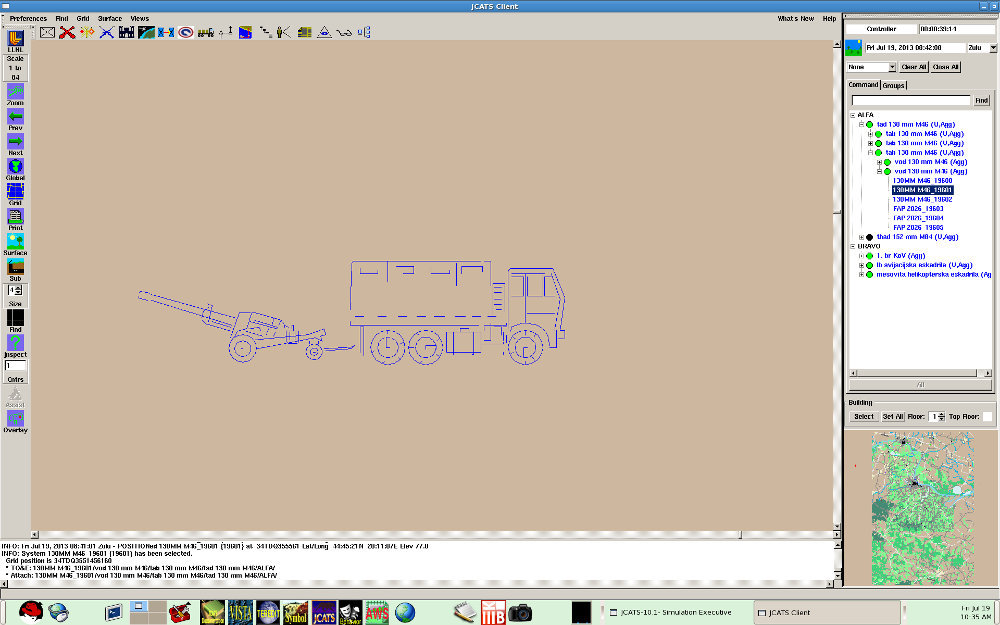 JCATS Client
Preferences Find Grid Surface Views What's New Help
LLNL
Scale
1 to
84
Zoom
Prev
Next
Global
Grid
Print
Surface
Sub
4
Size
Find
Inspect
1
Cntrs
Assist
Overlay
Controller 00:00:39:14
Fri Jul 19, 2013 08:42:08 Zulu
None Clear All Close All
Command Groups
Find
ALFA
tad 130 mm M46 (U,Agg)
tab 130 mm M46 (U,Agg)
tab 130 mm M46 (U,Agg)
tab 130 mm M46 (U,Agg)
vod 130 mm M46 (Agg)
vod 130 mm M46 (Agg)
130MM M46_19600
130MM M46_19601
130MM M46_19602
FAP 2026_19603
FAP 2026_19604
FAP 2026_19605
thad 152 mm M84 (U,Agg)
BRAVO
1. br KoV (Agg)
lb avijacijska eskadrila (U,Agg)
mesovita helikopterska eskadrila (Ag
All
Building
Select Set All Floor: 1 Top Floor:
INFO: Fri Jul 19, 2013 08:41:01 Zulu - POSITIONed 130MM M46_19601 {19601} at 34TDQ355561 Lat/Long 44:45:21N 20:11:07E Elev 77.0
INFO: System 130MM M46_19601 {19601} has been selected.
Grid position is 34TDQ3551456160
* TO&E: 130MM M46_19601/vod 130 mm M46/tab 130 mm M46/tad 130 mm M46/ALFA/
* Attach: 130MM M46_19601/vod 130 mm M46/tab 130 mm M46/tad 130 mm M46/ALFA/
JCATS Documentation VISTA TEREDIT Symbol JCATS Behavior AWS
JCATS-10.1- Simulation Executive
JCATS Client
Fri Jul 19
10:35 AM